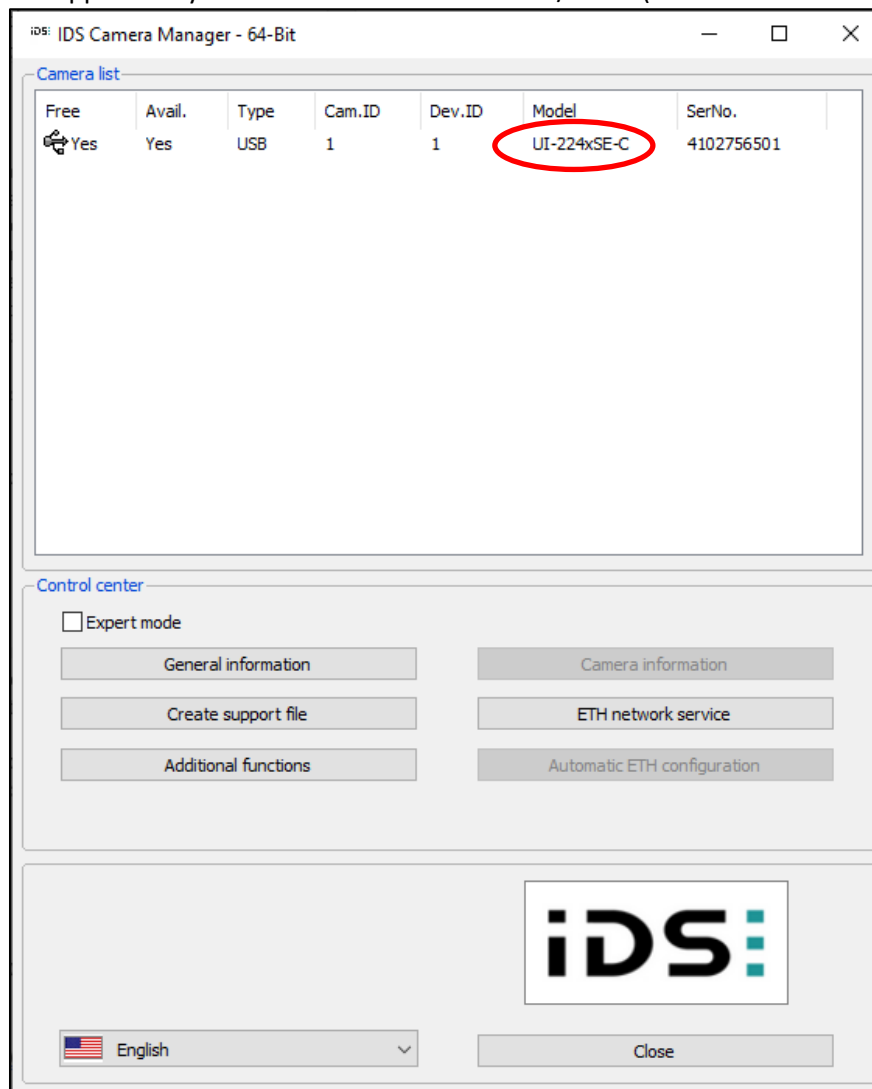 IDS Camera Manager - 64-Bit
Camera list
Free Avail. Type Cam.ID Dev.ID Model SerNo.
Yes Yes USB 1 1 UI-224xSE-C 4102756501
Control center
Expert mode
General information Camera information
Create support file ETH network service
Additional functions Automatic ETH configuration
iDS
English Close